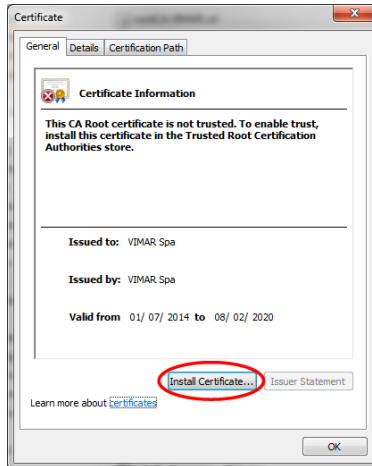 Certificate
General Details Certification Path
Certificate Information
This CA Root certificate is not trusted. To enable trust,
install this certificate in the Trusted Root Certification
Authorities store.
Issued to: VIMAR Spa
Issued by: VIMAR Spa
Valid from 01/ 07/ 2014 to 08/ 02/ 2020
Install Certificate... Issuer Statement
Learn more about certificates
OK